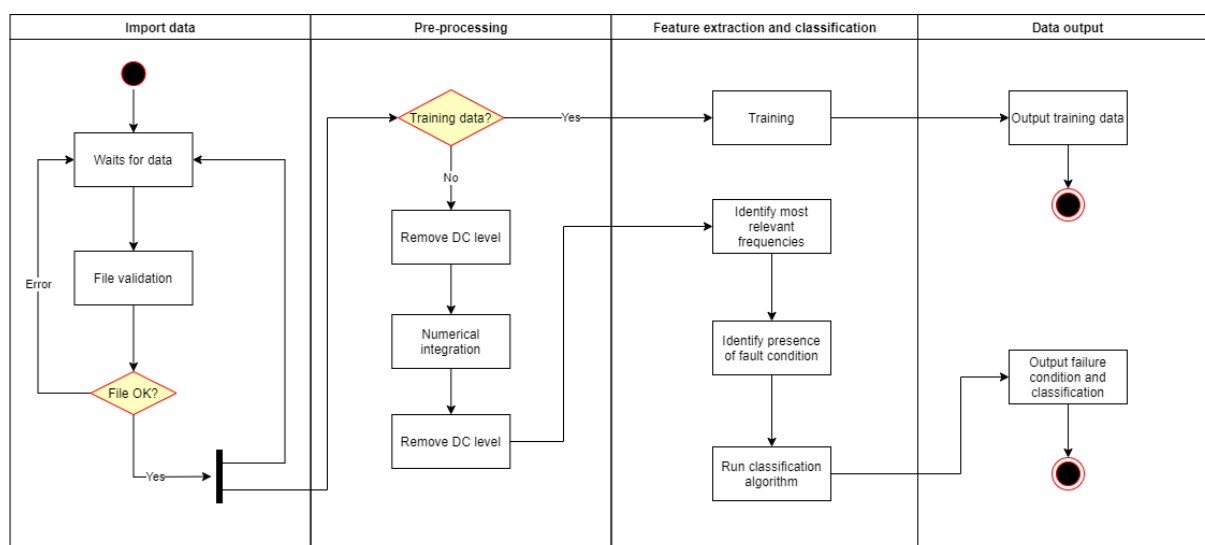 Import data
Pre-processing
Feature extraction and classification
Data output
Waits for data
File validation
Error
File OK?
Yes
Training data?
Yes
No
Remove DC level
Numerical
integration
Remove DC level
Training
Identify most
relevant
frequencies
Identify presence
of fault condition
Run classification
algorithm
Output training data
Output failure
condition and
classification